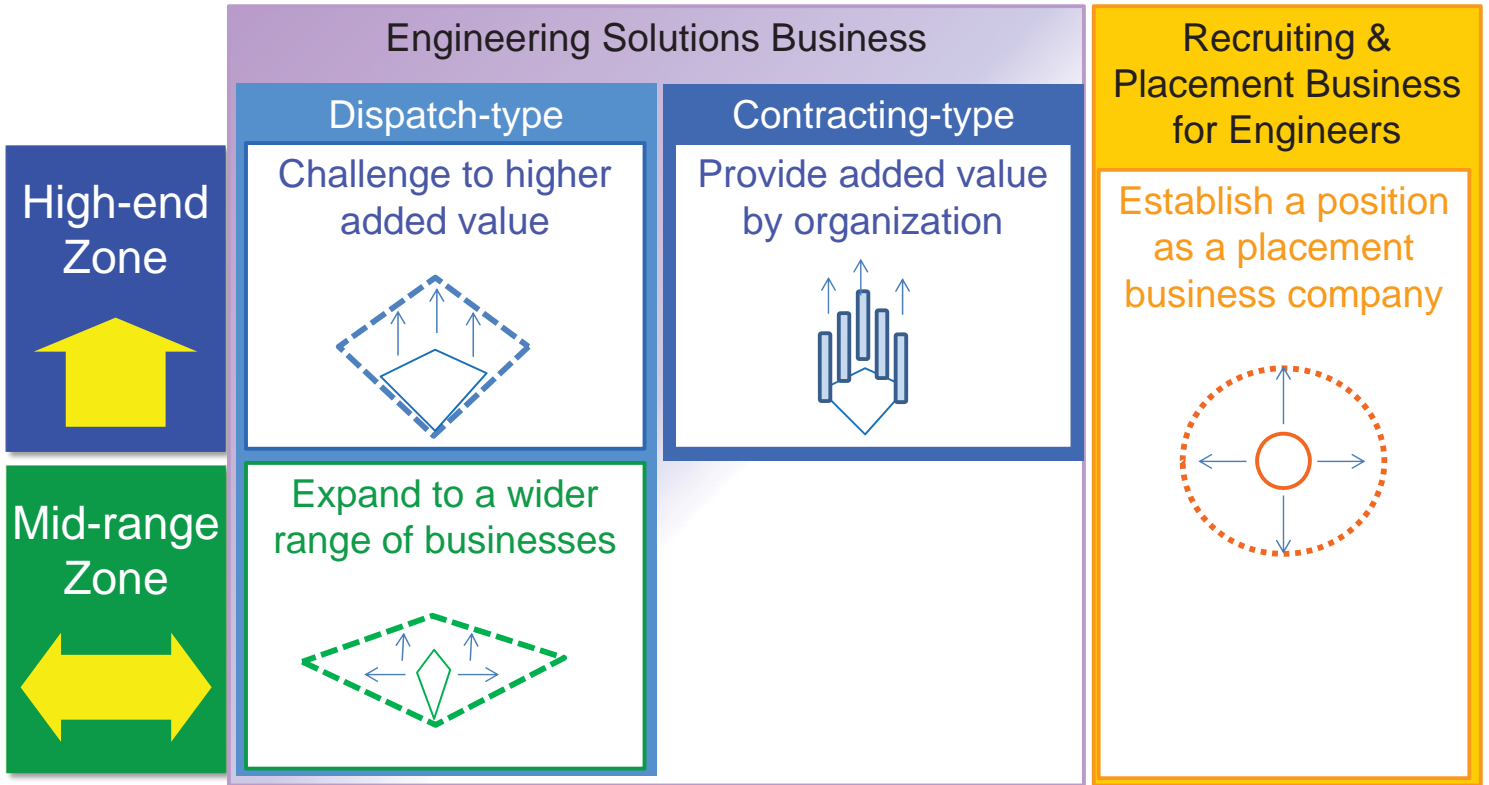 Engineering Solutions Business
Recruiting &
Placement Business
for Engineers
Dispatch-type
Contracting-type
High-end
Zone
Challenge to higher
added value
Provide added value
by organization
Establish a position
as a placement
business company
Mid-range
Zone
Expand to a wider
range of businesses